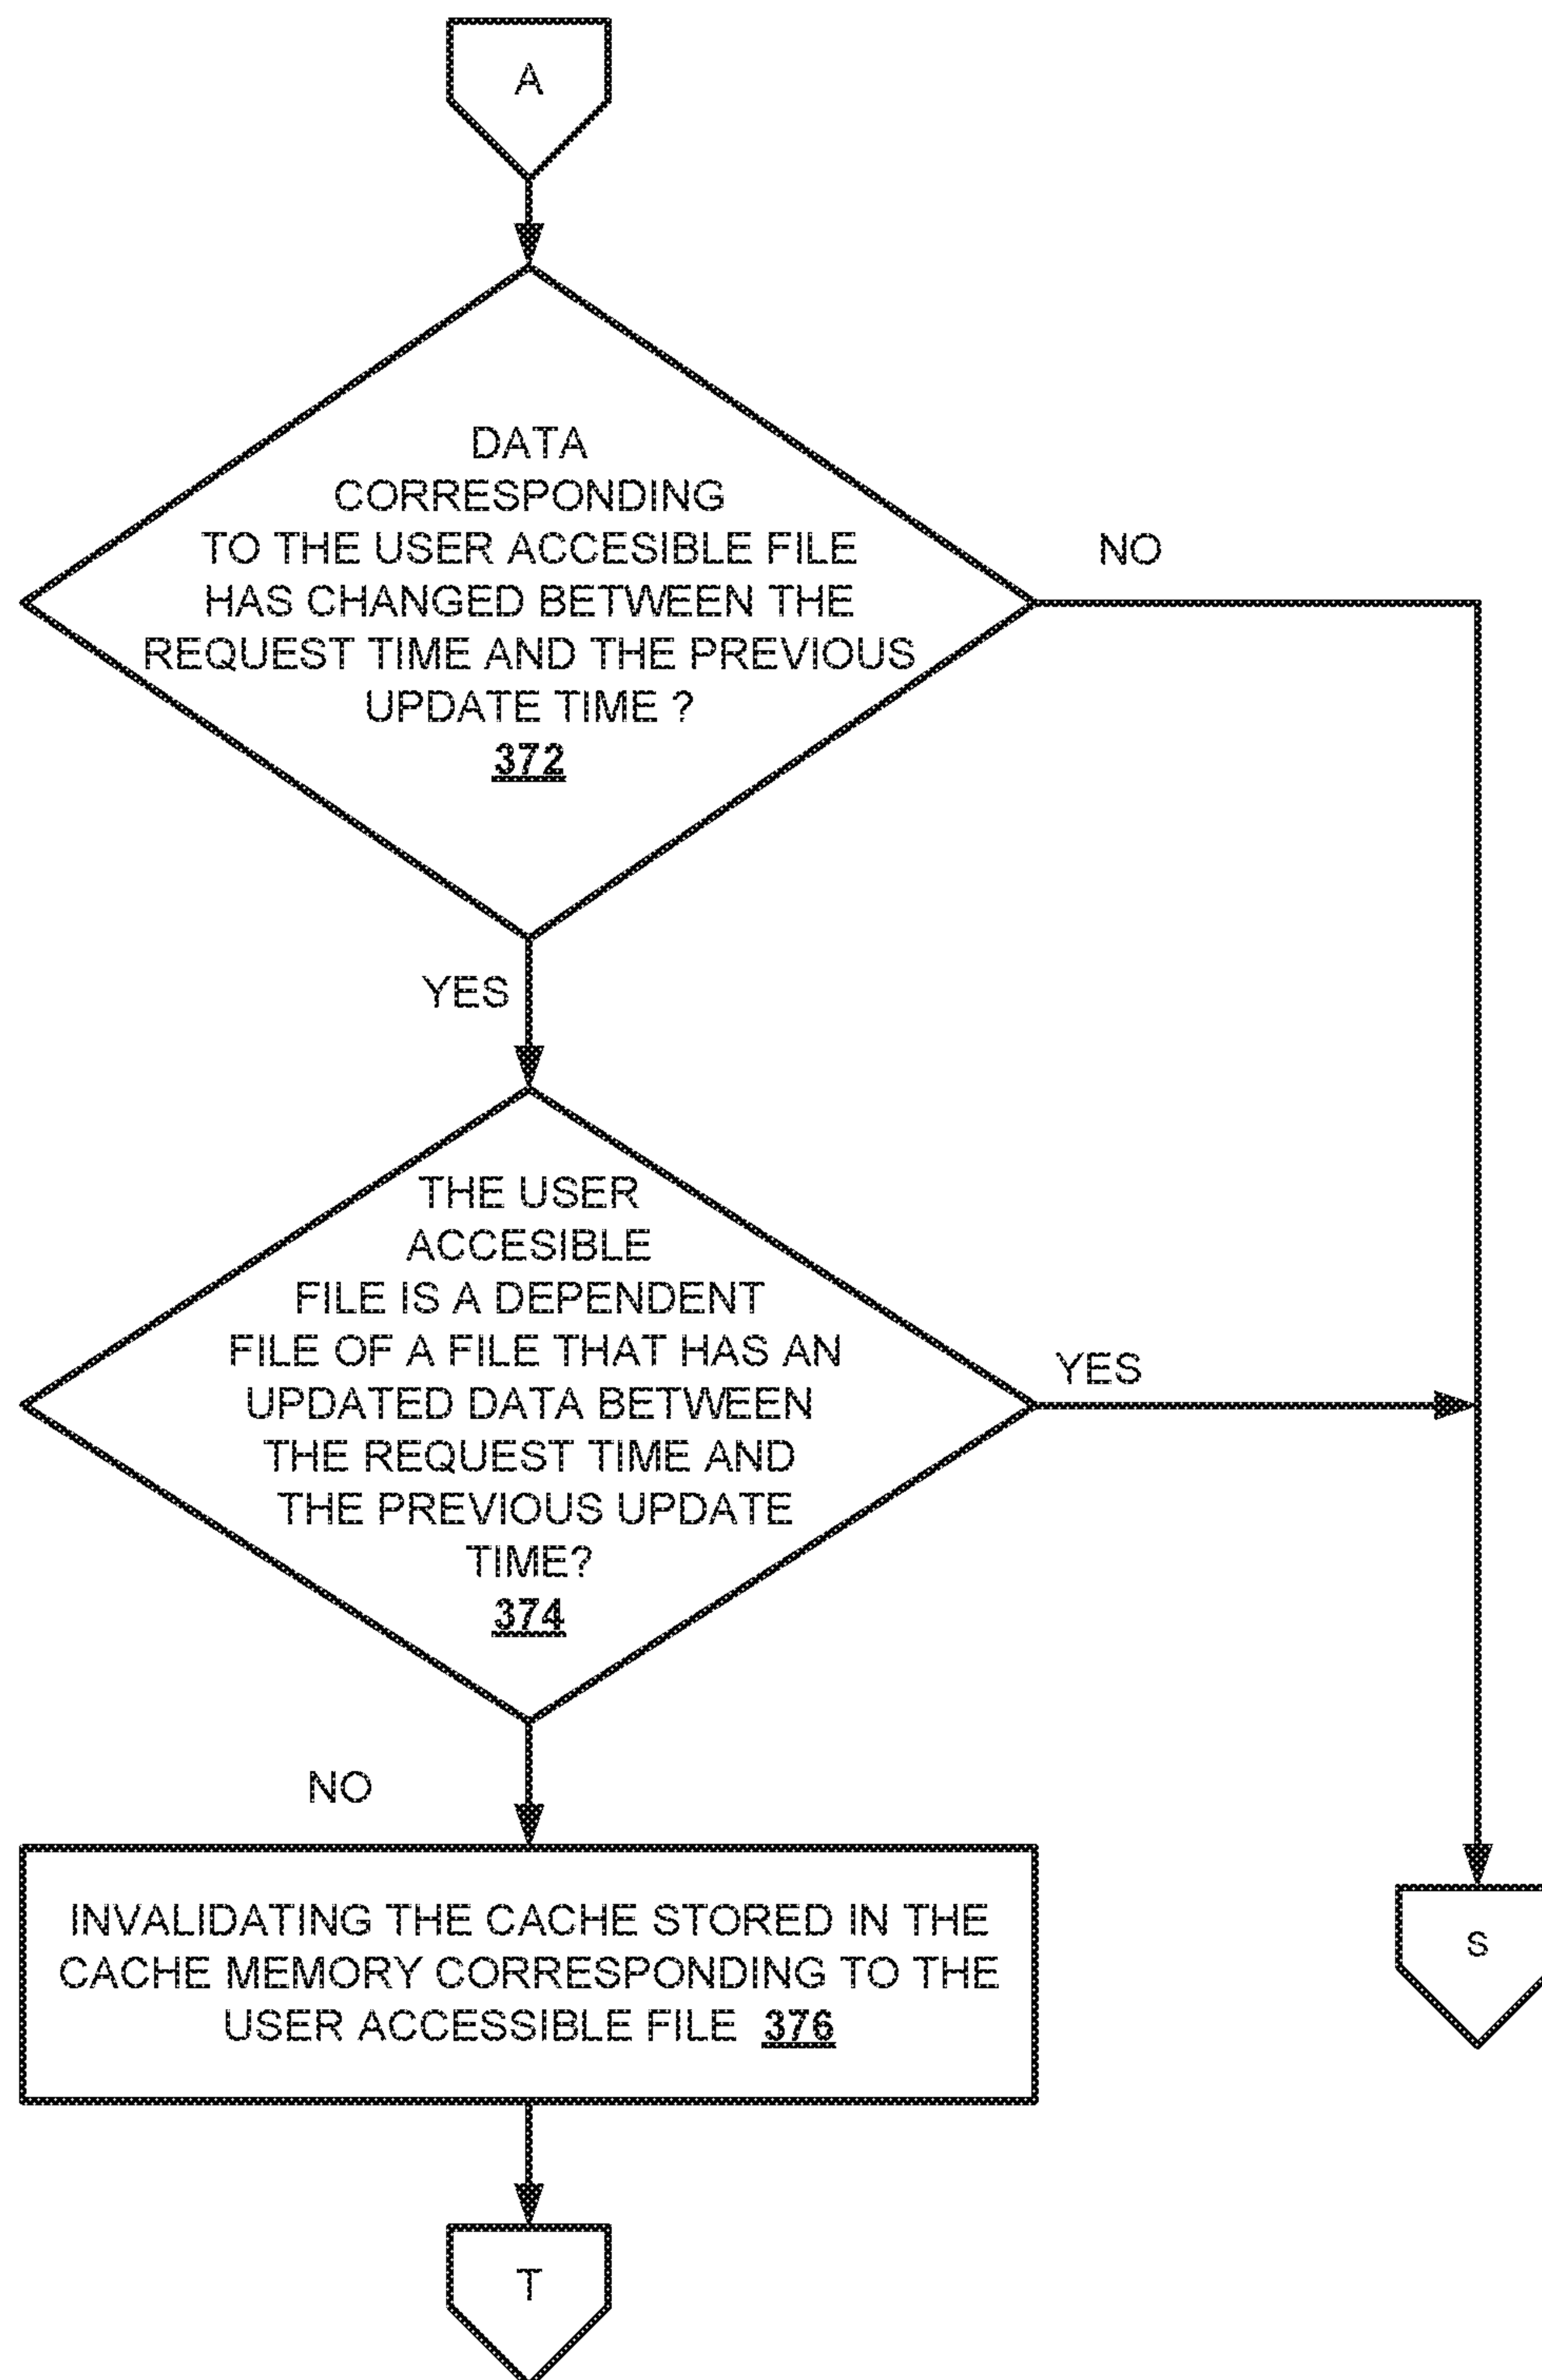 A
DATA
CORRESPONDING
TO THE USER ACCESIBLE FILE
HAS CHANGED BETWEEN THE
REQUEST TIME AND THE PREVIOUS
UPDATE TIME ?
372
NO
YES
THE USER
ACCESIBLE
FILE IS A DEPENDENT
FILE OF A FILE THAT HAS AN
UPDATED DATA BETWEEN
THE REQUEST TIME AND
THE PREVIOUS UPDATE
TIME?
374
YES
NO
INVALIDATING THE CACHE STORED IN THE
CACHE MEMORY CORRESPONDING TO THE
USER ACCESSIBLE FILE 376
S
T